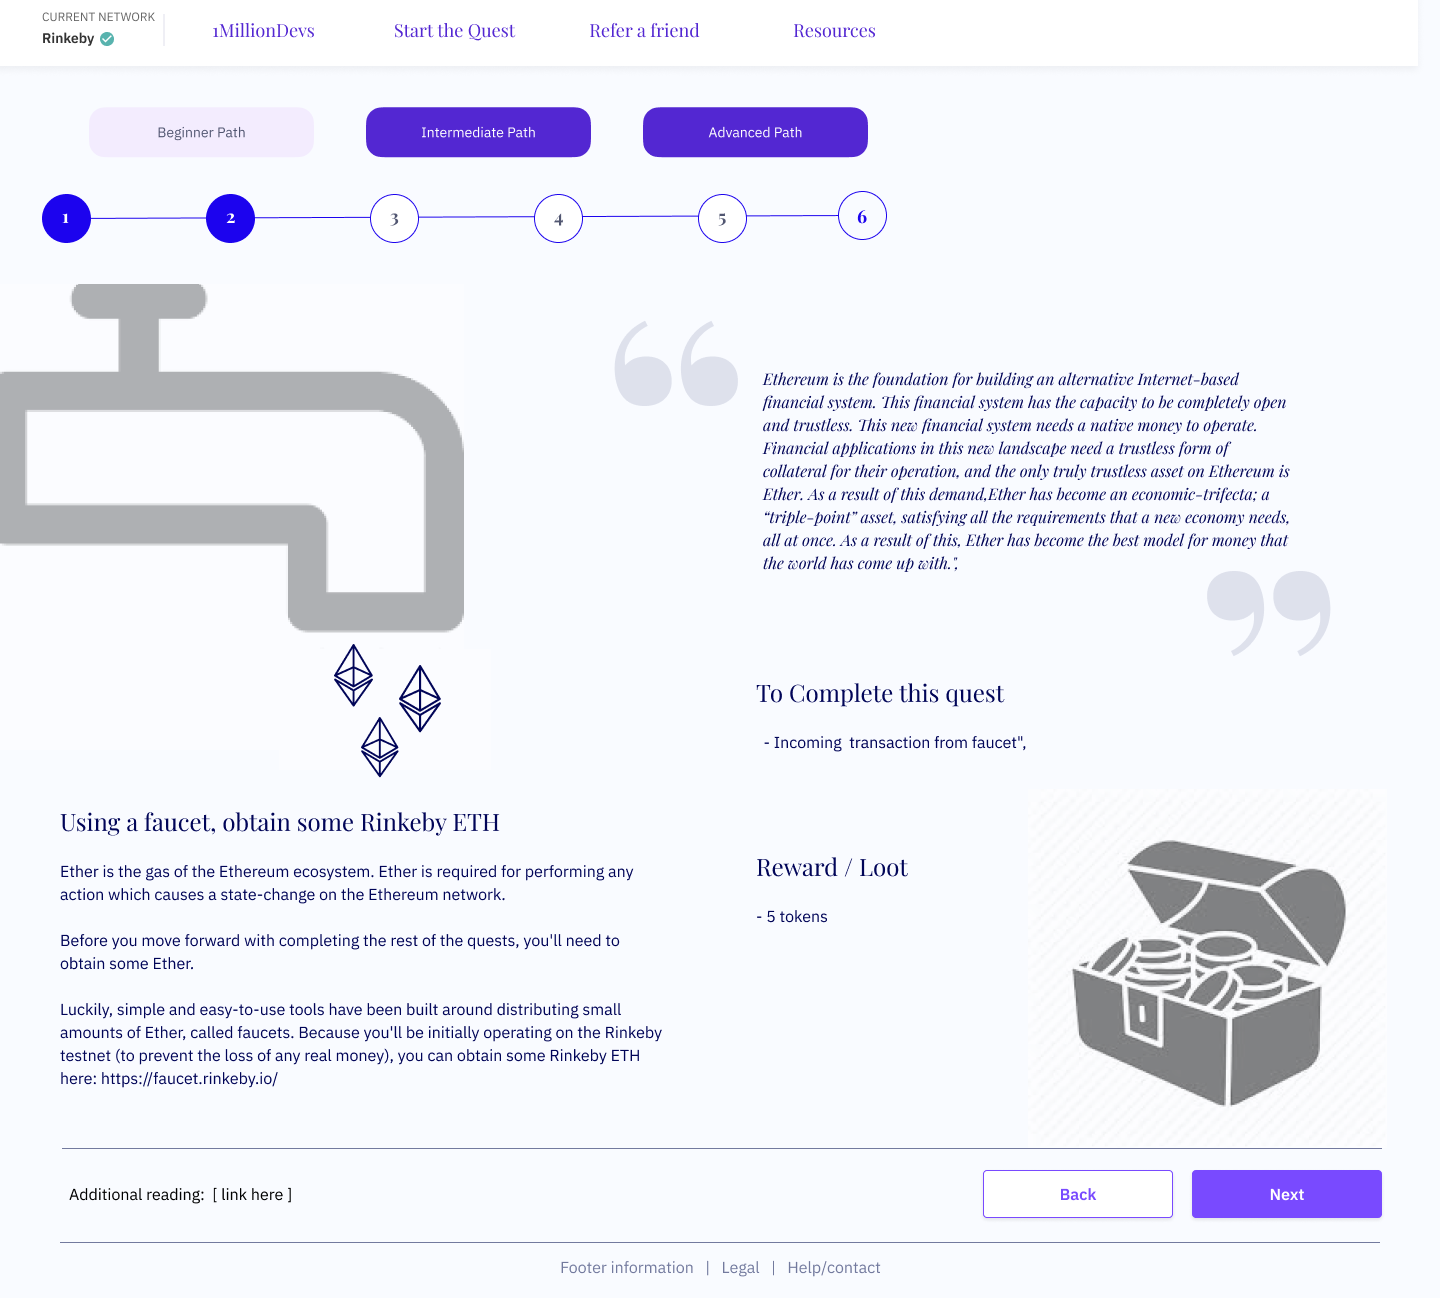 CURRENT NETWORK
Rinkeby
1MillionDevs
Start the Quest
Refer a friend
Resources
Beginner Path
Intermediate Path
Advanced Path
1
2
3
4
5
6
“
Ethereum is the foundation for building an alternative Internet-based
financial system. This financial system has the capacity to be completely open
and trustless. This new financial system needs a native money to operate.
Financial applications in this new landscape need a trustless form of
collateral for their operation, and the only truly trustless asset on Ethereum is
Ether. As a result of this demand,Ether has become an economic-trifecta; a
“triple-point” asset, satisfying all the requirements that a new economy needs,
all at once. As a result of this, Ether has become the best model for money that
the world has come up with.",
”
To Complete this quest
- Incoming  transaction from faucet",
Using a faucet, obtain some Rinkeby ETH
Ether is the gas of the Ethereum ecosystem. Ether is required for performing any
action which causes a state-change on the Ethereum network.
Before you move forward with completing the rest of the quests, you'll need to
obtain some Ether.
Luckily, simple and easy-to-use tools have been built around distributing small
amounts of Ether, called faucets. Because you'll be initially operating on the Rinkeby
testnet (to prevent the loss of any real money), you can obtain some Rinkeby ETH
here: https://faucet.rinkeby.io/
Reward / Loot
- 5 tokens
Additional reading:  [ link here ]
Back
Next
Footer information | Legal | Help/contact